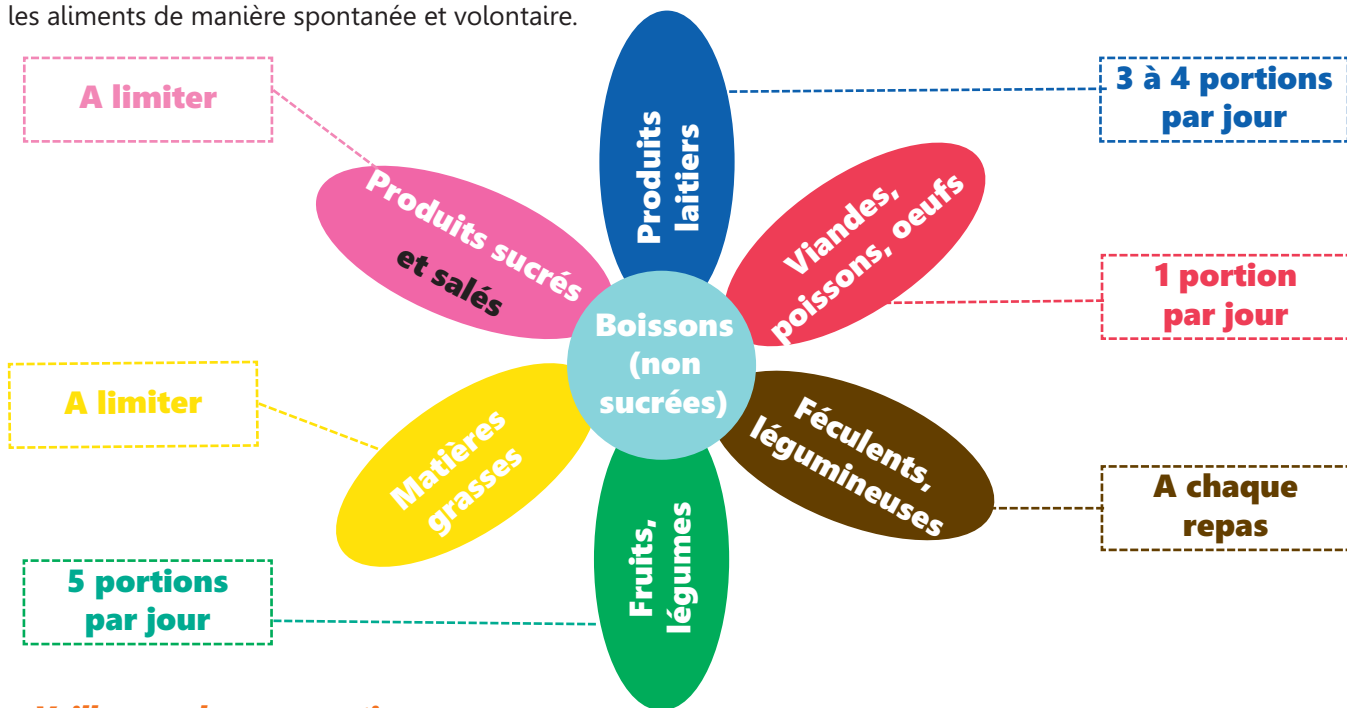 les aliments de manière spontanée et volontaire.
A limiter
3 à 4 portions
par jour
Produits
laitiers
Produits sucrés
et salés
Viandes,
poissons, oeufs
1 portion
par jour
Boissons
(non
sucrées)
A limiter
Matières
grasses
Féculents,
légumineuses
A chaque
repas
5 portions
par jour
Fruits,
légumes